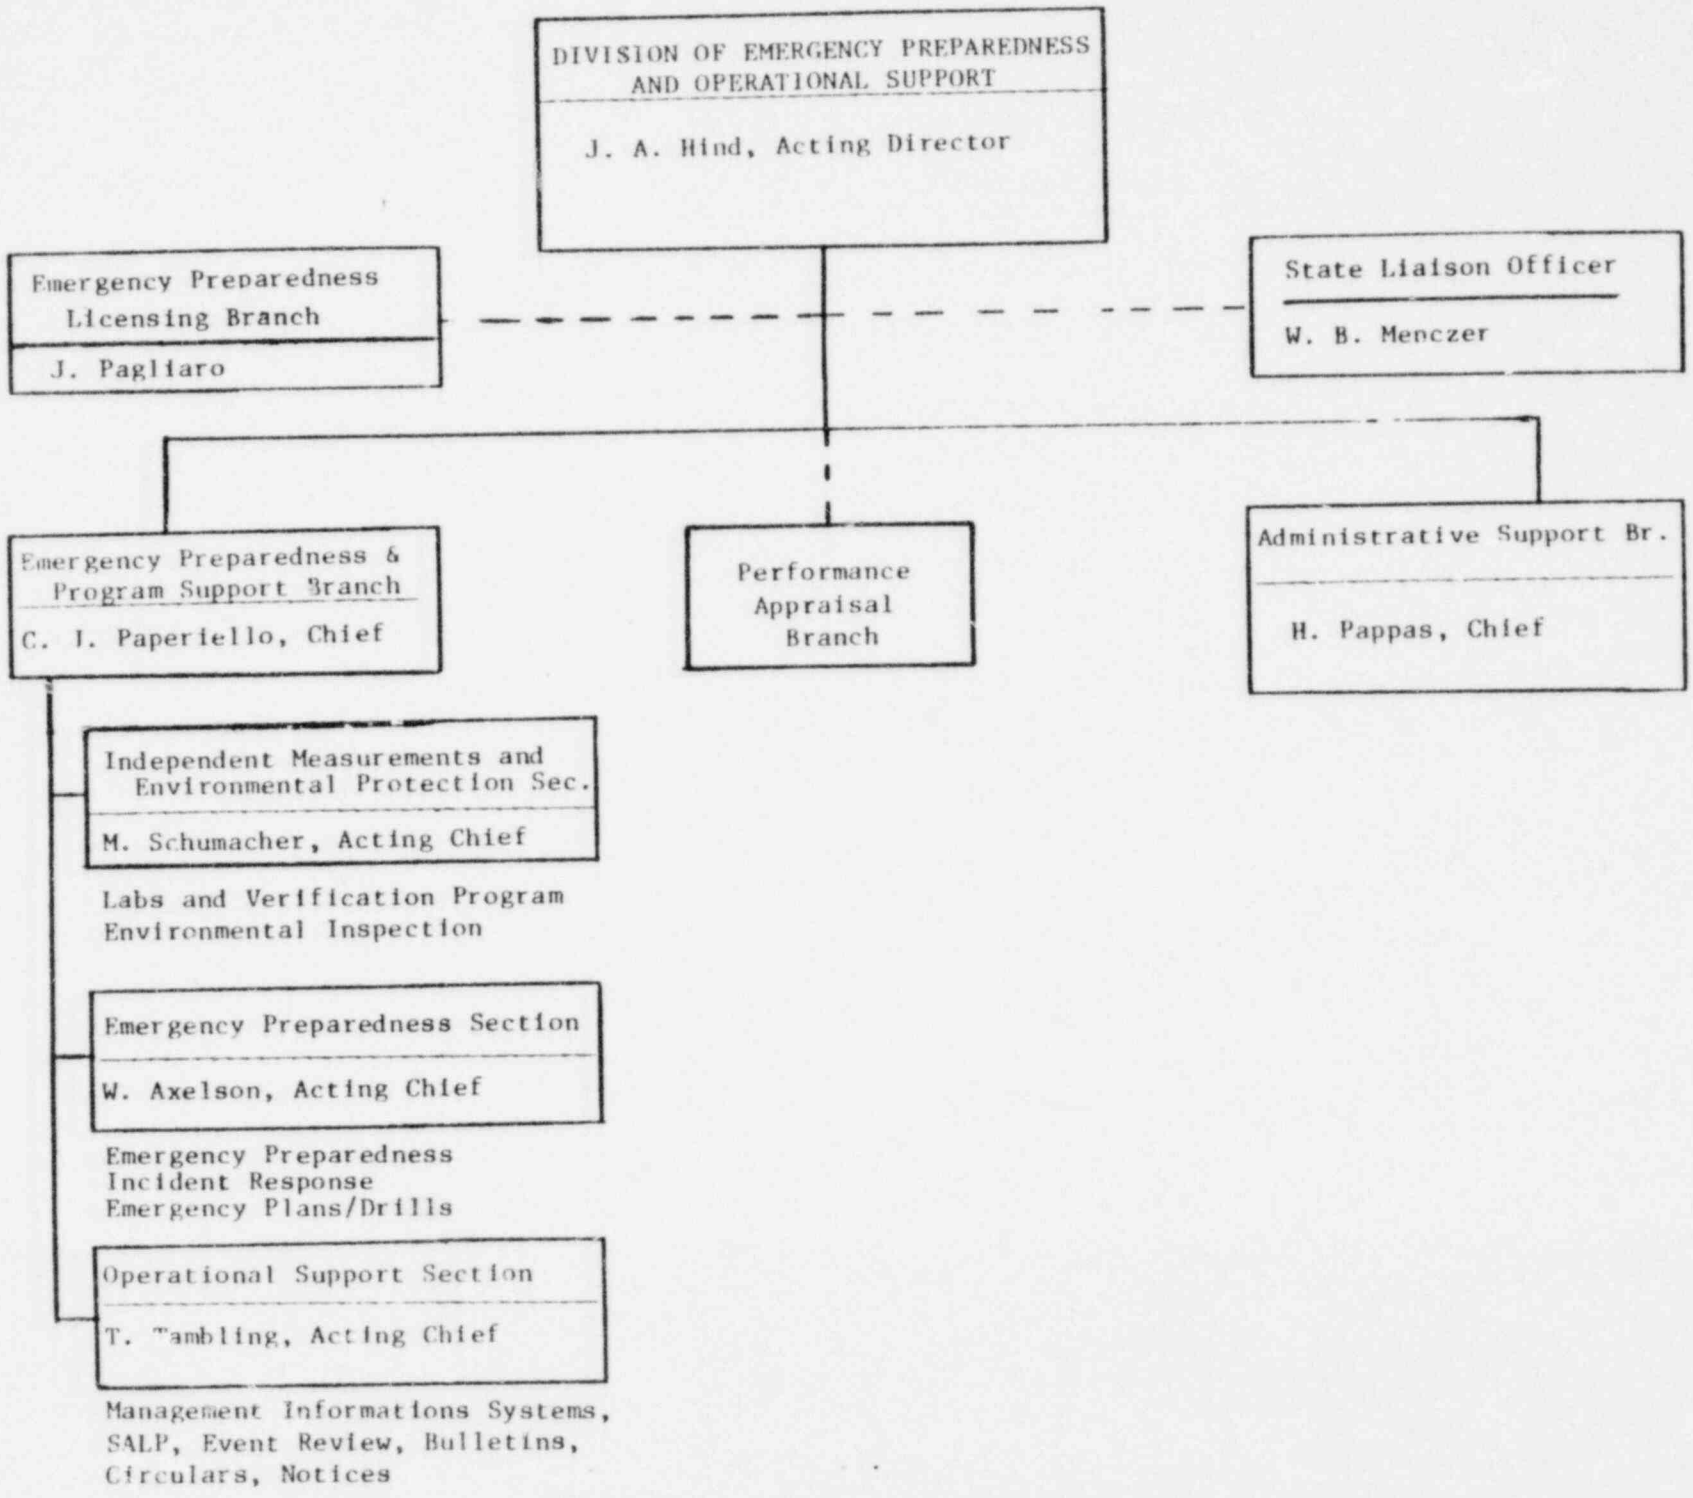 DIVISION OF EMERGENCY PREPAREDNESS
AND OPERATIONAL SUPPORT
J. A. Hind, Acting Director
Emergency Preparedness
Licensing Branch
J. Pagliaro
State Liaison Officer
W. B. Menczer
Emergency Preparedness &
Program Support Branch
C. J. Paperiello, Chief
Performance
Appraisal
Branch
Administrative Support Br.
H. Pappas, Chief
Independent Measurements and
Environmental Protection Sec.
M. Schumacher, Acting Chief
Labs and Verification Program
Environmental Inspection
Emergency Preparedness Section
W. Axelson, Acting Chief
Emergency Preparedness
Incident Response
Emergency Plans/Drills
Operational Support Section
T. Tambling, Acting Chief
Management Informations Systems,
SALP, Event Review, Bulletins,
Circulars, Notices